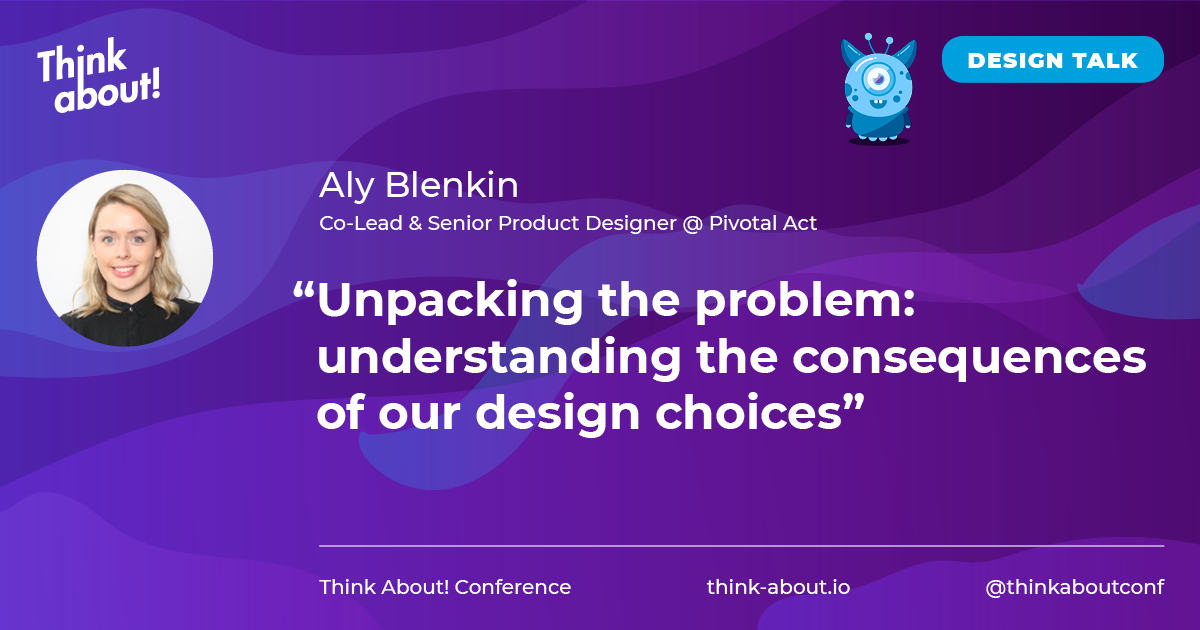 Think
about!
DESIGN TALK
Aly Blenkin
Co-Lead & Senior Product Designer @ Pivotal Act
“Unpacking the problem:
understanding the consequences
of our design choices”
Think About! Conference
think-about.io
@thinkaboutconf